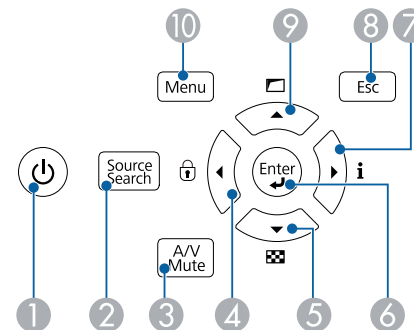 10 9 8 7
Menu
Esc
Source
Search
Enter
i
A/V
Mute
1 2 3 4 5 6